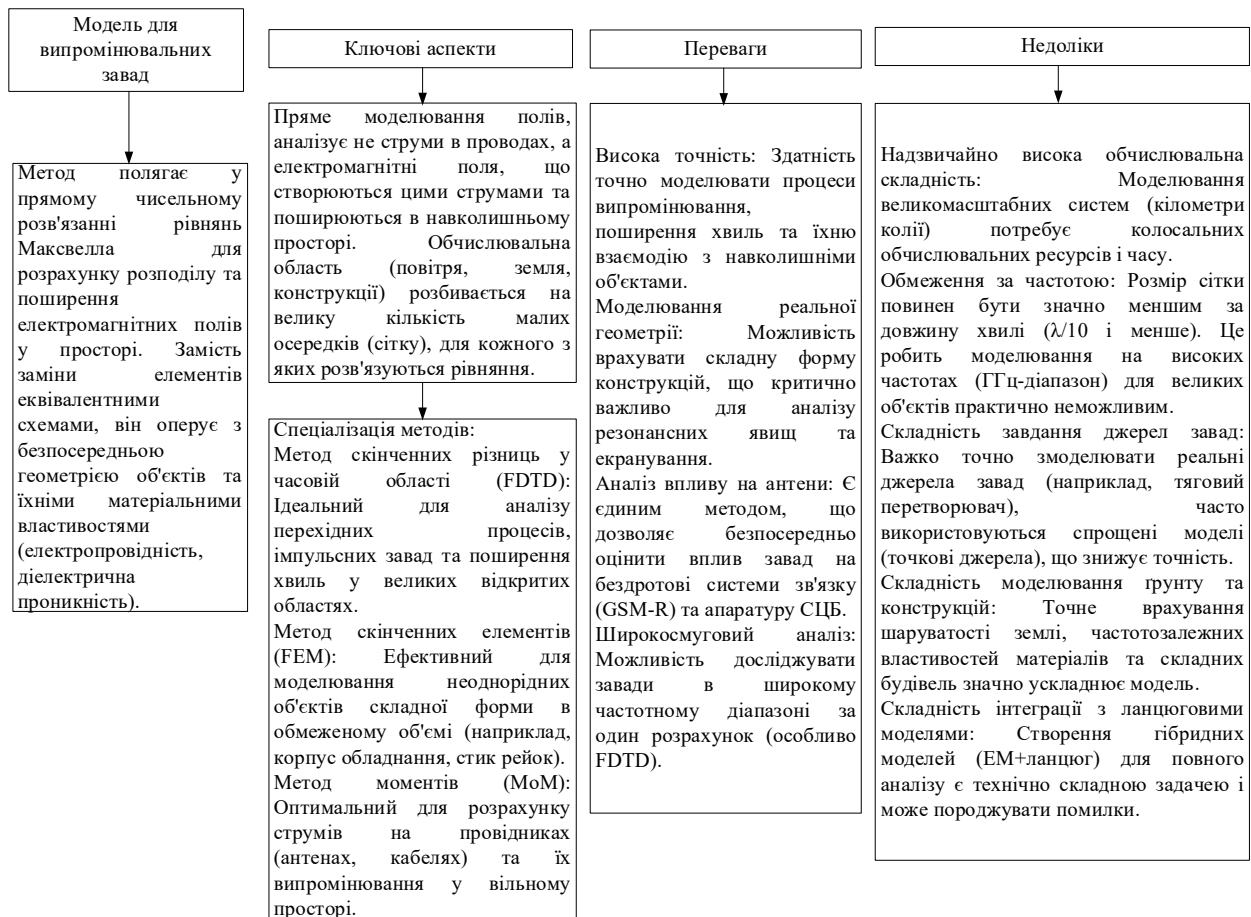 Модель для
випромінювальних
завад
Метод полягає у
прямому чисельному
розв'язанні рівнянь
Максвелла для
розрахунку розподілу та
поширення
електромагнітних полів
у просторі. Замість
заміни елементів
еквівалентними
схемами, він оперує з
безпосередньою
геометрією об'єктів та
їхніми матеріальними
властивостями
(електропровідність,
діелектрична
проникність).
Ключові аспекти
Пряме моделювання полів,
аналізує не струми в проводах, а
електромагнітні поля, що
створюються цими струмами та
поширюються в навколишньому
просторі. Обчислювальна
область (повітря, земля,
конструкції) розбивається на
велику кількість малих
осередків (сітку), для кожного з
яких розв'язуються рівняння.
Спеціалізація методів:
Метод скінченних різниць у
часовій області (FDTD):
Ідеальний для аналізу
перехідних процесів,
імпульсних завад та поширення
хвиль у великих відкритих
областях.
Метод скінченних елементів
(FEM): Ефективний для
моделювання неоднорідних
об'єктів складної форми в
обмеженому об'ємі (наприклад,
корпус обладнання, стик рейок).
Метод моментів (MoM):
Оптимальний для розрахунку
струмів на провідниках
(антенах, кабелях) та їх
випромінювання у вільному
просторі.
Переваги
Висока точність: Здатність
точно моделювати процеси
випромінювання,
поширення хвиль та їхню
взаємодію з навколишніми
об'єктами.
Моделювання реальної
геометрії: Можливість
врахувати складну форму
конструкцій, що критично
важливо для аналізу
резонансних явищ та
екранування.
Аналіз впливу на антени: Є
єдиним методом, що
дозволяє безпосередньо
оцінити вплив завад на
бездротові системи зв'язку
(GSM-R) та апаратуру СЦБ.
Широкосмуговий аналіз:
Можливість досліджувати
завади в широкому
частотному діапазоні за
один розрахунок (особливо
FDTD).
Недоліки
Надзвичайно висока обчислювальна
складність: Моделювання
великомасштабних систем (кілометри
колії) потребує колосальних
обчислювальних ресурсів і часу.
Обмеження за частотою: Розмір сітки
повинен бути значно меншим за
довжину хвилі (λ/10 і менше). Це
робить моделювання на високих
частотах (ГГц-діапазон) для великих
об'єктів практично неможливим.
Складність завдання джерел завад:
Важко точно змоделювати реальні
джерела завад (наприклад, тяговий
перетворювач), часто
використовуються спрощені моделі
(точкові джерела), що знижує точність.
Складність моделювання ґрунту та
конструкцій: Точне врахування
шаруватості землі, частотозалежних
властивостей матеріалів та складних
будівель значно ускладнює модель.
Складність інтеграції з ланцюговими
моделями: Створення гібридних
моделей (ЕМ+ланцюг) для повного
аналізу є технічно складною задачею і
може породжувати помилки.